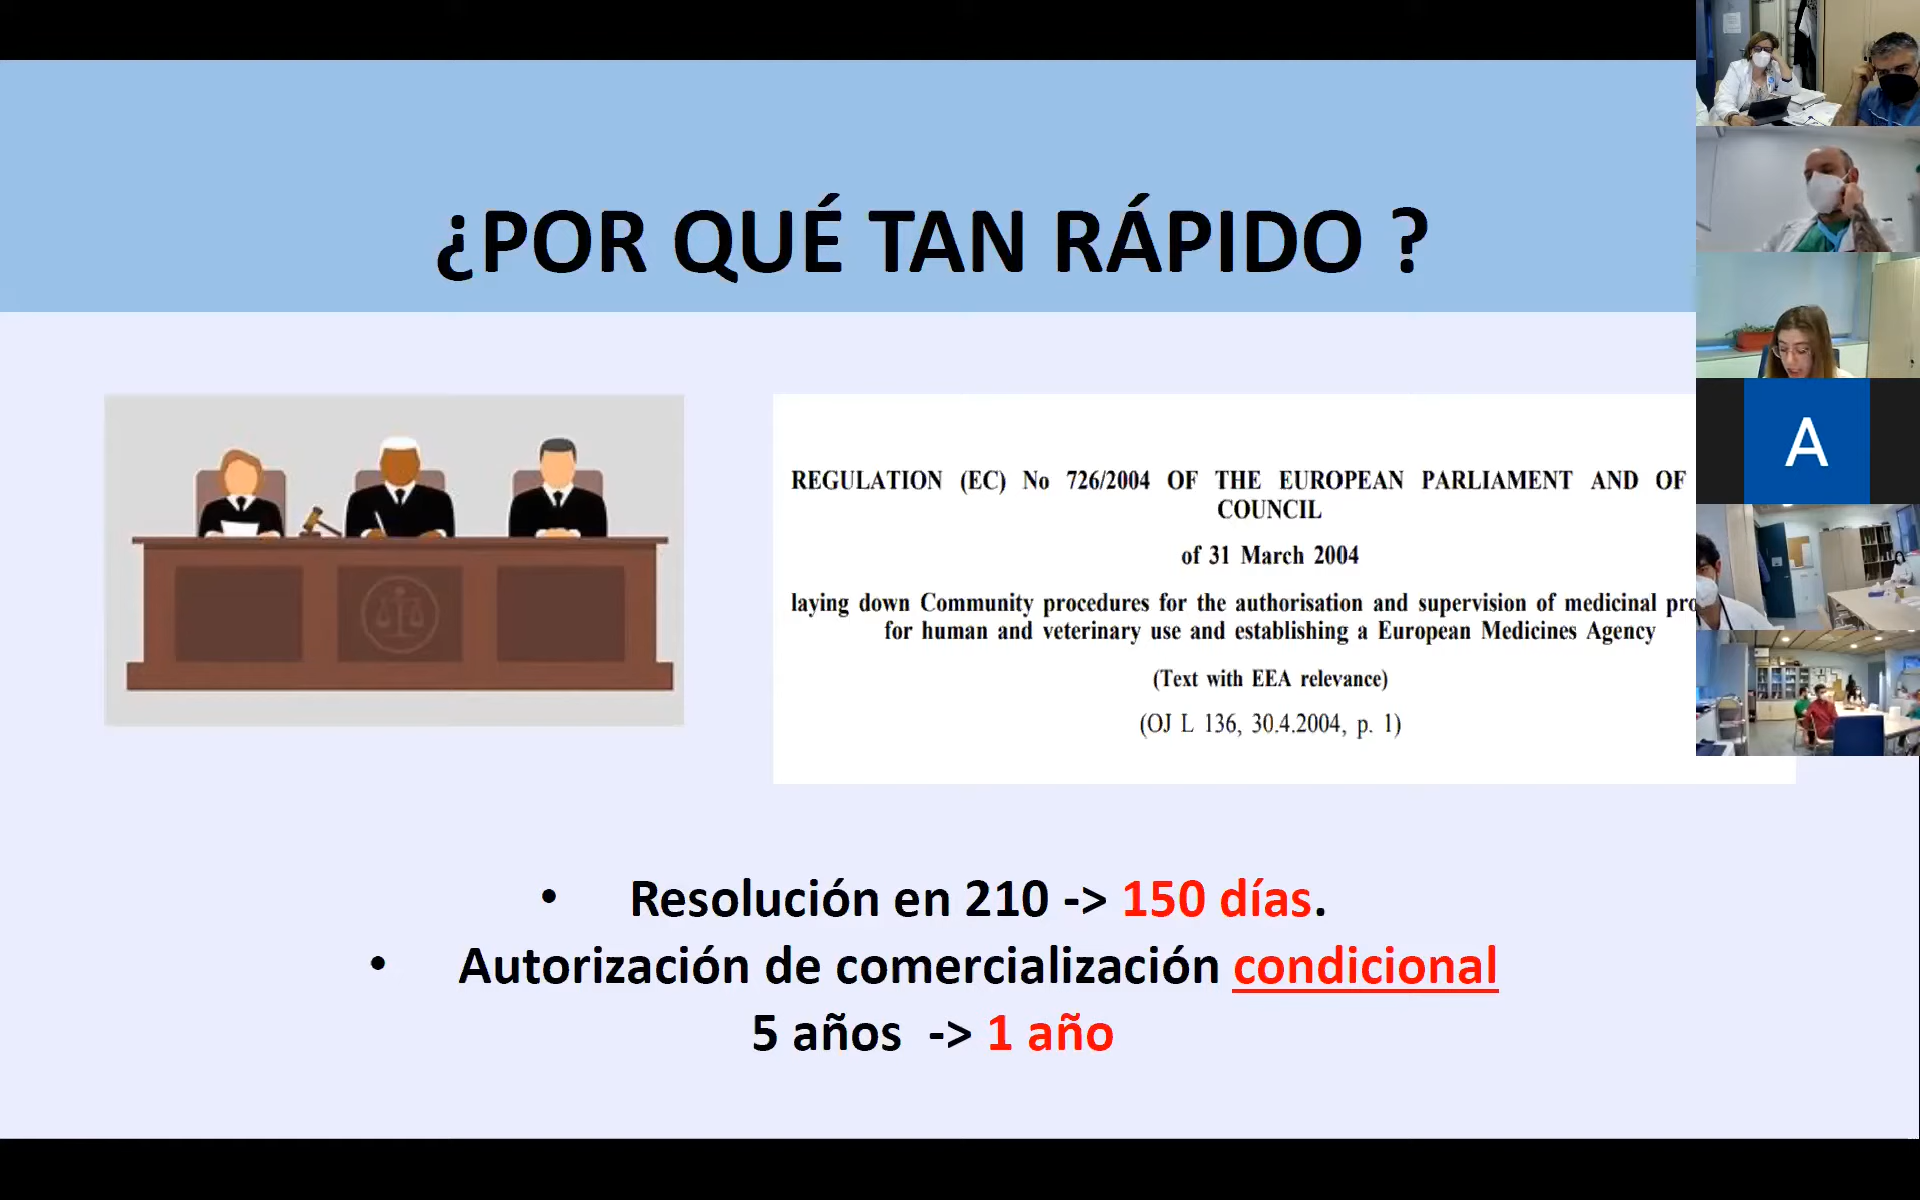 ¿POR QUÉ TAN RÁPIDO ?
REGULATION (EC) No 726/2004 OF THE EUROPEAN PARLIAMENT AND OF
COUNCIL
of 31 March 2004
laying down Community procedures for the authorisation and supervision of medicinal
for human and veterinary use and establishing a European Medicines Agency
(Text with EEA relevance)
(OJ L 136, 30.4.2004, p. 1)
• Resolución en 210 -> 150 días.
• Autorización de comercialización condicional
5 años -> 1 año
A